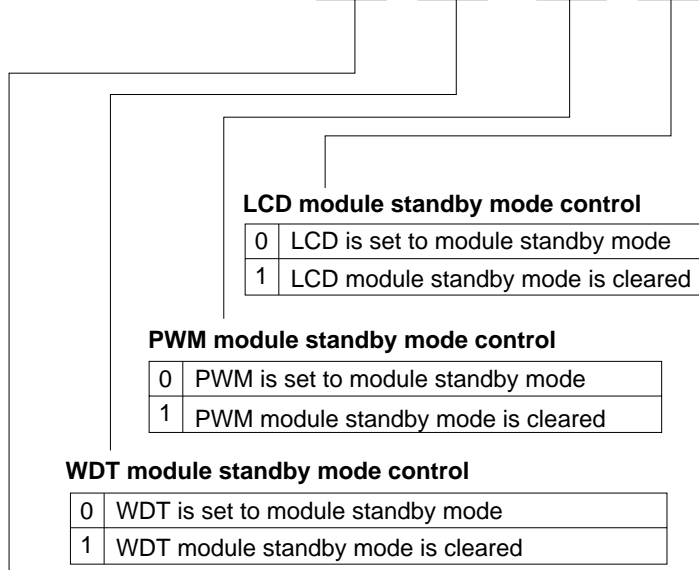 LCD module standby mode control
0 LCD is set to module standby mode
1 LCD module standby mode is cleared
PWM module standby mode control
0 PWM is set to module standby mode
1 PWM module standby mode is cleared
WDT module standby mode control
0 WDT is set to module standby mode
1 WDT module standby mode is cleared